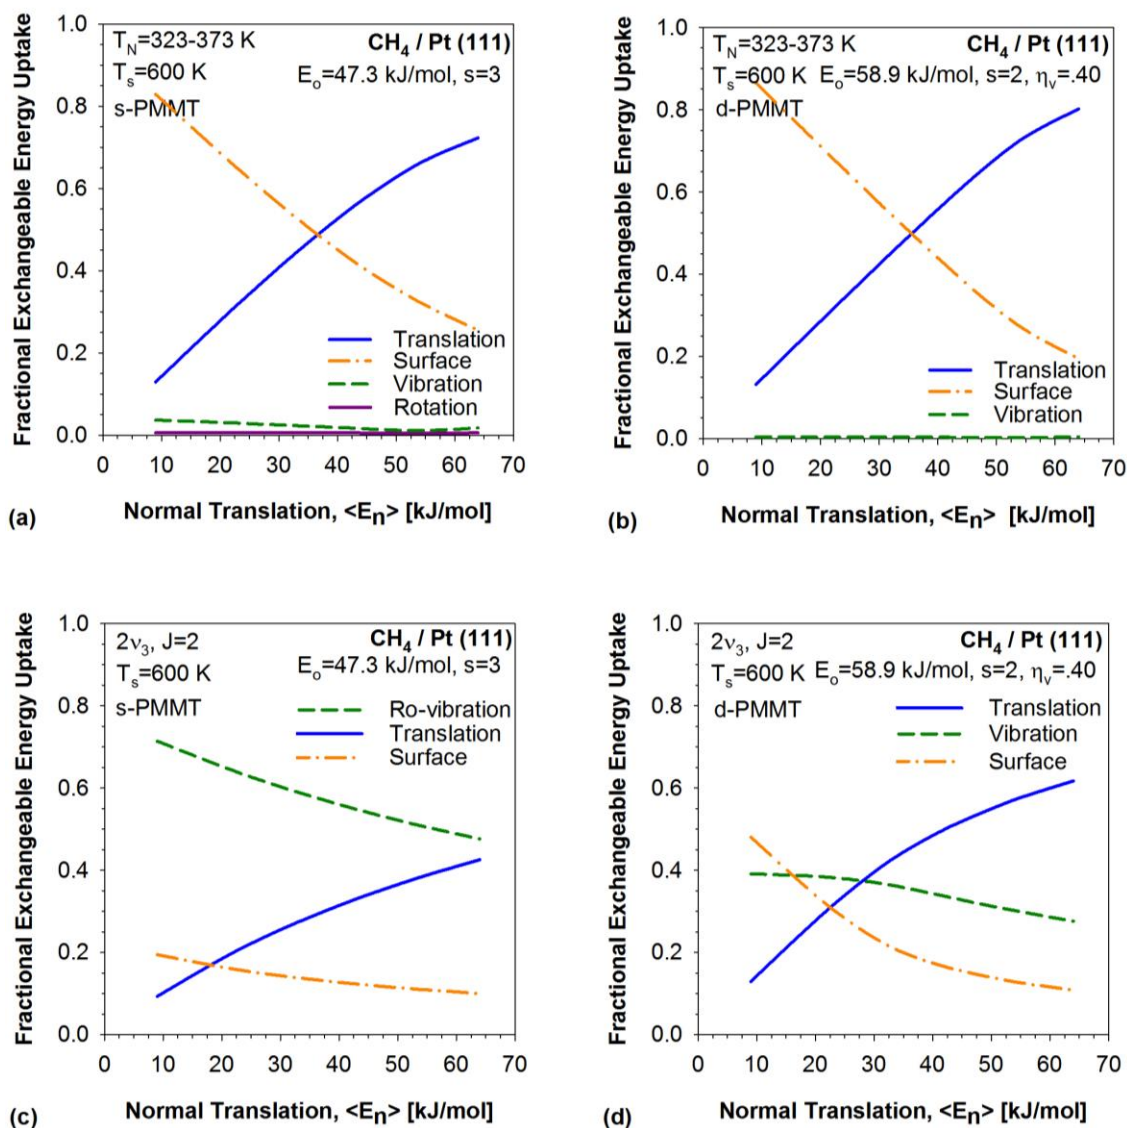 Fractional Exchangeable Energy Uptake
1.0
0.8
0.6
0.4
0.2
0.0
T_N=323-373 K
CH₄ / Pt (111)
T_s=600 K
E_o=47.3 kJ/mol, s=3
s-PMMT
Translation
Surface
Vibration
Rotation
0 10 20 30 40 50 60 70
(a) Normal Translation, <E_n> [kJ/mol]
Fractional Exchangeable Energy Uptake
1.0
0.8
0.6
0.4
0.2
0.0
T_N=323-373 K
CH₄ / Pt (111)
T_s=600 K E_o=58.9 kJ/mol, s=2, η_v=.40
d-PMMT
Translation
Surface
Vibration
0 10 20 30 40 50 60 70
(b) Normal Translation, <E_n> [kJ/mol]
Fractional Exchangeable Energy Uptake
1.0
0.8
0.6
0.4
0.2
0.0
2ν₃, J=2
CH₄ / Pt (111)
T_s=600 K
E_o=47.3 kJ/mol, s=3
s-PMMT
Ro-vibration
Translation
Surface
0 10 20 30 40 50 60 70
(c) Normal Translation, <E_n> [kJ/mol]
Fractional Exchangeable Energy Uptake
1.0
0.8
0.6
0.4
0.2
0.0
2ν₃, J=2
CH₄ / Pt (111)
T_s=600 K E_o=58.9 kJ/mol, s=2, η_v=.40
d-PMMT
Translation
Vibration
Surface
0 10 20 30 40 50 60 70
(d) Normal Translation, <E_n> [kJ/mol]